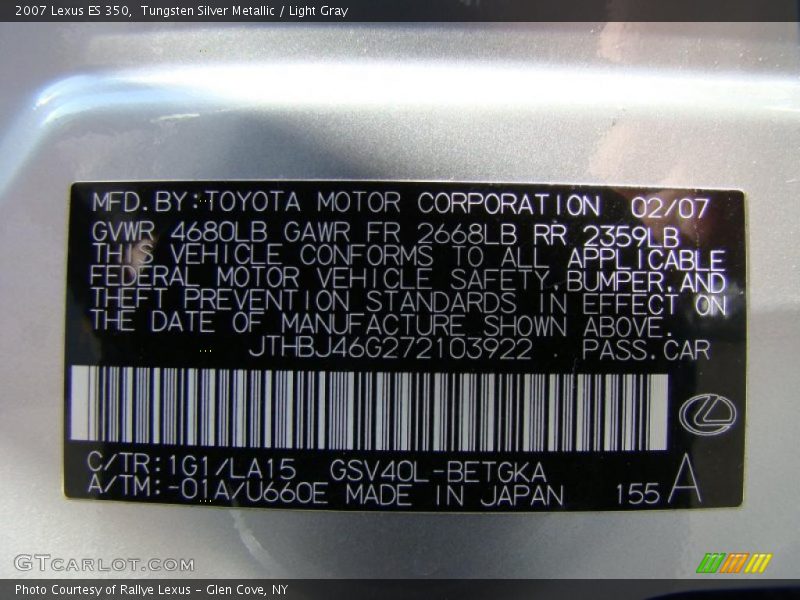 2007 Lexus ES 350,  Tungsten Silver Metallic / Light Gray
MFD.BY:TOYOTA MOTOR CORPORATION 02/07
GVWR 4680LB GAWR FR 2668LB RR 2359LB
THIS VEHICLE CONFORMS TO ALL APPLICABLE
FEDERAL MOTOR VEHICLE SAFETY,BUMPER,AND
THEFT PREVENTION STANDARDS IN EFFECT ON
THE DATE OF MANUFACTURE SHOWN ABOVE.
JTHBJ46G272103922 PASS.CAR
C/TR:1G1/LA15 GSV40L-BETGKA
A/TM:-01A/U660E MADE IN JAPAN 155 A
GTCARLOT.COM
Photo Courtesy of Rallye Lexus - Glen Cove, NY